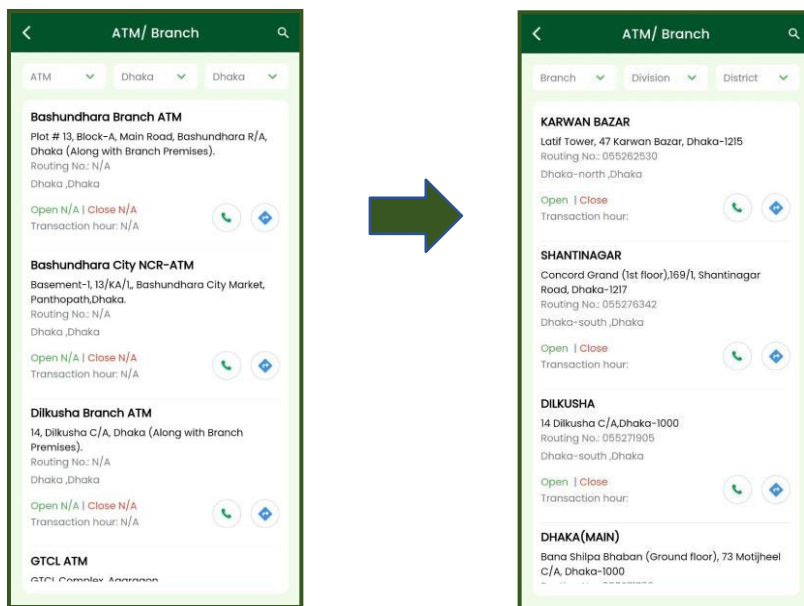 ATM/ Branch
ATM
Dhaka
Dhaka
Bashundhara Branch ATM
Plot # 13, Block-A, Main Road, Bashundhara R/A,
Dhaka (Along with Branch Premises).
Routing No.: N/A
Dhaka ,Dhaka
Open N/A | Close N/A
Transaction hour: N/A
Bashundhara City NCR-ATM
Basement-1, 13/KA/1,, Bashundhara City Market,
Panthopath,Dhaka.
Routing No.: N/A
Dhaka ,Dhaka
Open N/A | Close N/A
Transaction hour: N/A
Dilkusha Branch ATM
14, Dilkusha C/A, Dhaka (Along with Branch
Premises).
Routing No.: N/A
Dhaka ,Dhaka
Open N/A | Close N/A
Transaction hour: N/A
GTCL ATM
GTCL Complex, Agargaon
ATM/ Branch
Branch
Division
District
KARWAN BAZAR
Latif Tower, 47 Karwan Bazar, Dhaka-1215
Routing No.: 055262530
Dhaka-north ,Dhaka
Open | Close
Transaction hour:
SHANTINAGAR
Concord Grand (1st floor),169/1, Shantinagar
Road, Dhaka-1217
Routing No.: 055276342
Dhaka-south ,Dhaka
Open | Close
Transaction hour:
DILKUSHA
14 Dilkusha C/A,Dhaka-1000
Routing No.: 055271905
Dhaka-south ,Dhaka
Open | Close
Transaction hour:
DHAKA(MAIN)
Bana Shilpa Bhaban (Ground floor), 73 Motijheel
C/A, Dhaka-1000